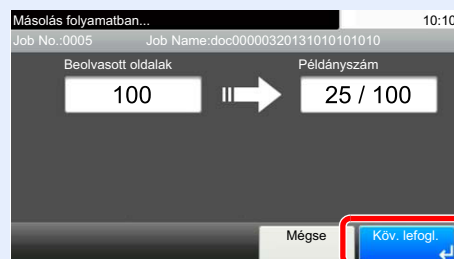 Másolás folyamatban... 10:10
Job No.:0005 Job Name:doc00000320131010101010
Beolvasott oldalak Példányszám
100 25 / 100
Mégse Köv. lefogl.